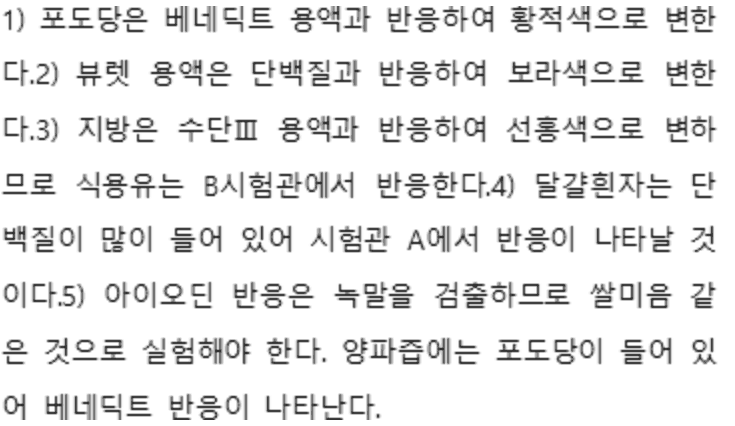 1) 포도당은 베네딕트 용액과 반응하여 황적색으로 변한
다.2) 뷰렛 용액은 단백질과 반응하여 보라색으로 변한
다.3) 지방은 수단Ⅲ 용액과 반응하여 선홍색으로 변하
므로 식용유는 B시험관에서 반응한다.4) 달걀흰자는 단
백질이 많이 들어 있어 시험관 A에서 반응이 나타날 것
이다.5) 아이오딘 반응은 녹말을 검출하므로 쌀미음 같
은 것으로 실험해야 한다. 양파즙에는 포도당이 들어 있
어 베네딕트 반응이 나타난다.